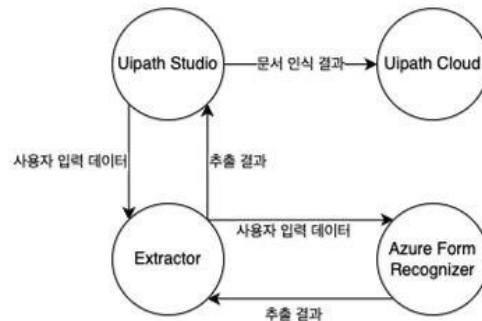 Uipath Studio
문서 인식 결과
Uipath Cloud
사용자 입력 데이터
추출 결과
Extractor
사용자 입력 데이터
Azure Form
Recognizer
추출 결과